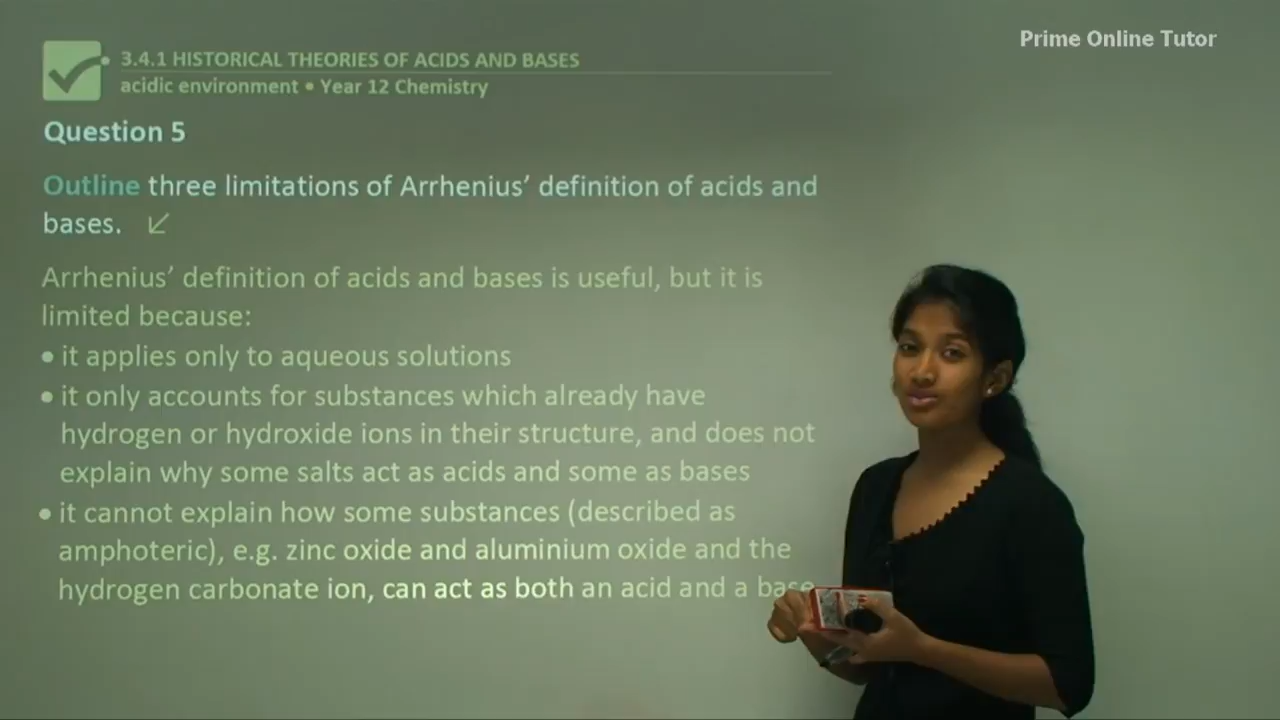 Prime Online Tutor
3.4.1 HISTORICAL THEORIES OF ACIDS AND BASES
acidic environment • Year 12 Chemistry
Question 5
Outline three limitations of Arrhenius’ definition of acids and
bases.
Arrhenius’ definition of acids and bases is useful, but it is
limited because:
• it applies only to aqueous solutions
• it only accounts for substances which already have
hydrogen or hydroxide ions in their structure, and does not
explain why some salts act as acids and some as bases
• it cannot explain how some substances (described as
amphoteric), e.g. zinc oxide and aluminium oxide and the
hydrogen carbonate ion, can act as both an acid and a base